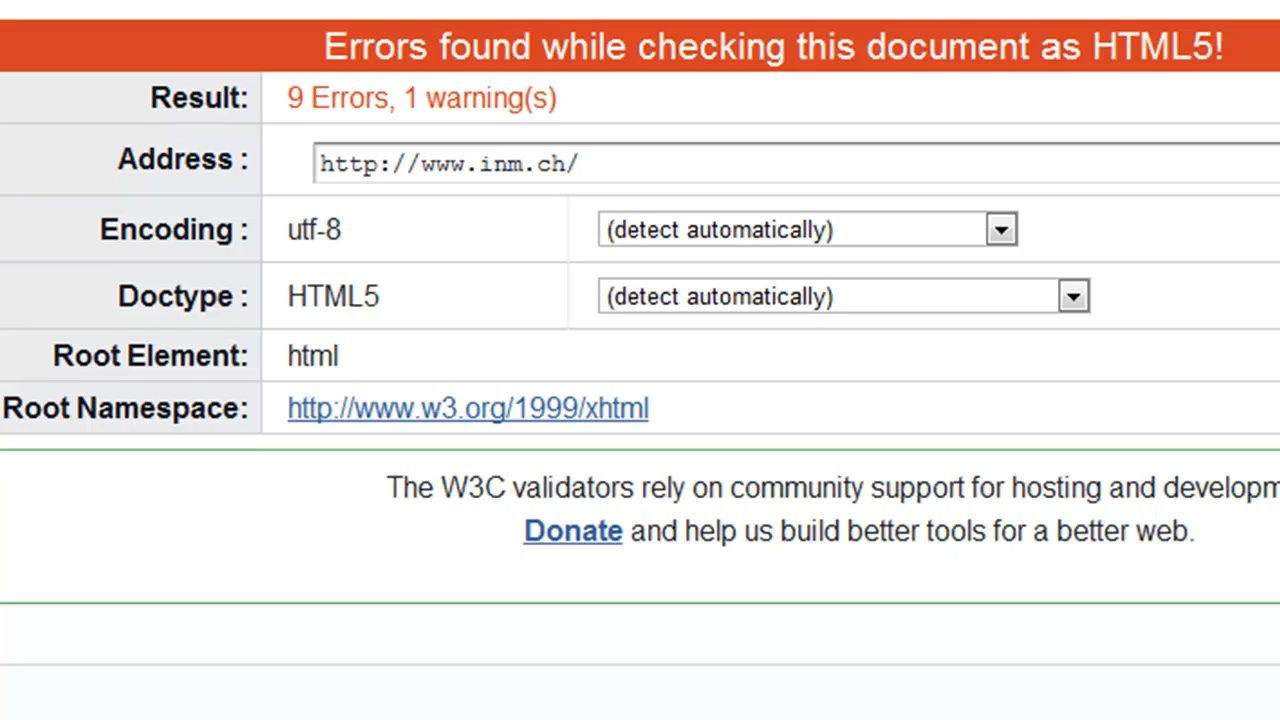 Errors found while checking this document as HTML5!
Result: 9 Errors, 1 warning(s)
Address : http://www.inm.ch/
Encoding : utf-8 (detect automatically)
Doctype : HTML5 (detect automatically)
Root Element: html
Root Namespace: http://www.w3.org/1999/xhtml
The W3C validators rely on community support for hosting and developm
Donate and help us build better tools for a better web.